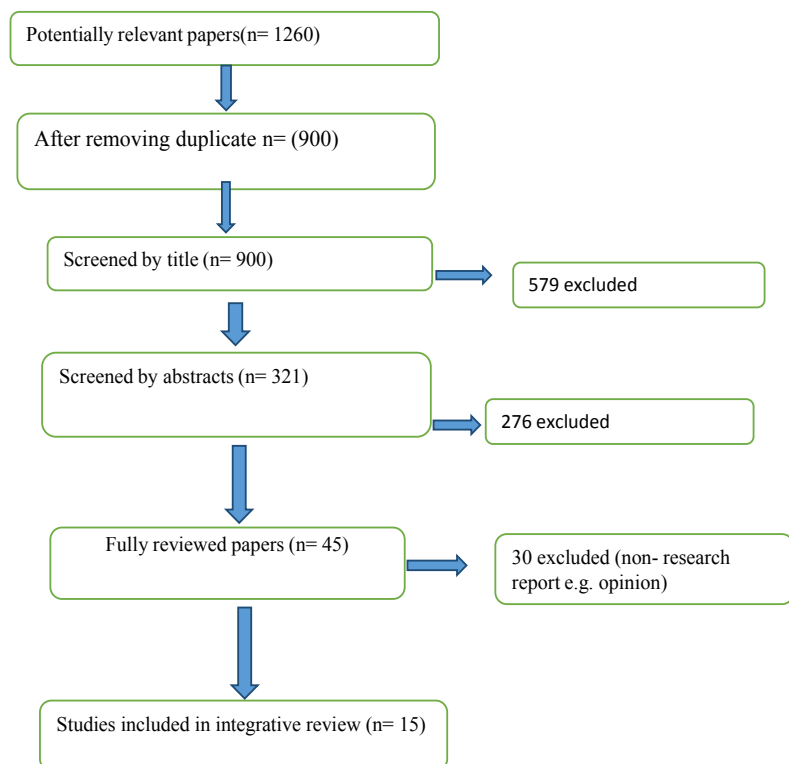 Potentially relevant papers(n= 1260)
After removing duplicate n= (900)
Screened by title (n= 900)
579 excluded
Screened by abstracts (n= 321)
276 excluded
Fully reviewed papers (n= 45)
30 excluded (non- research
report e.g. opinion)
Studies included in integrative review (n= 15)